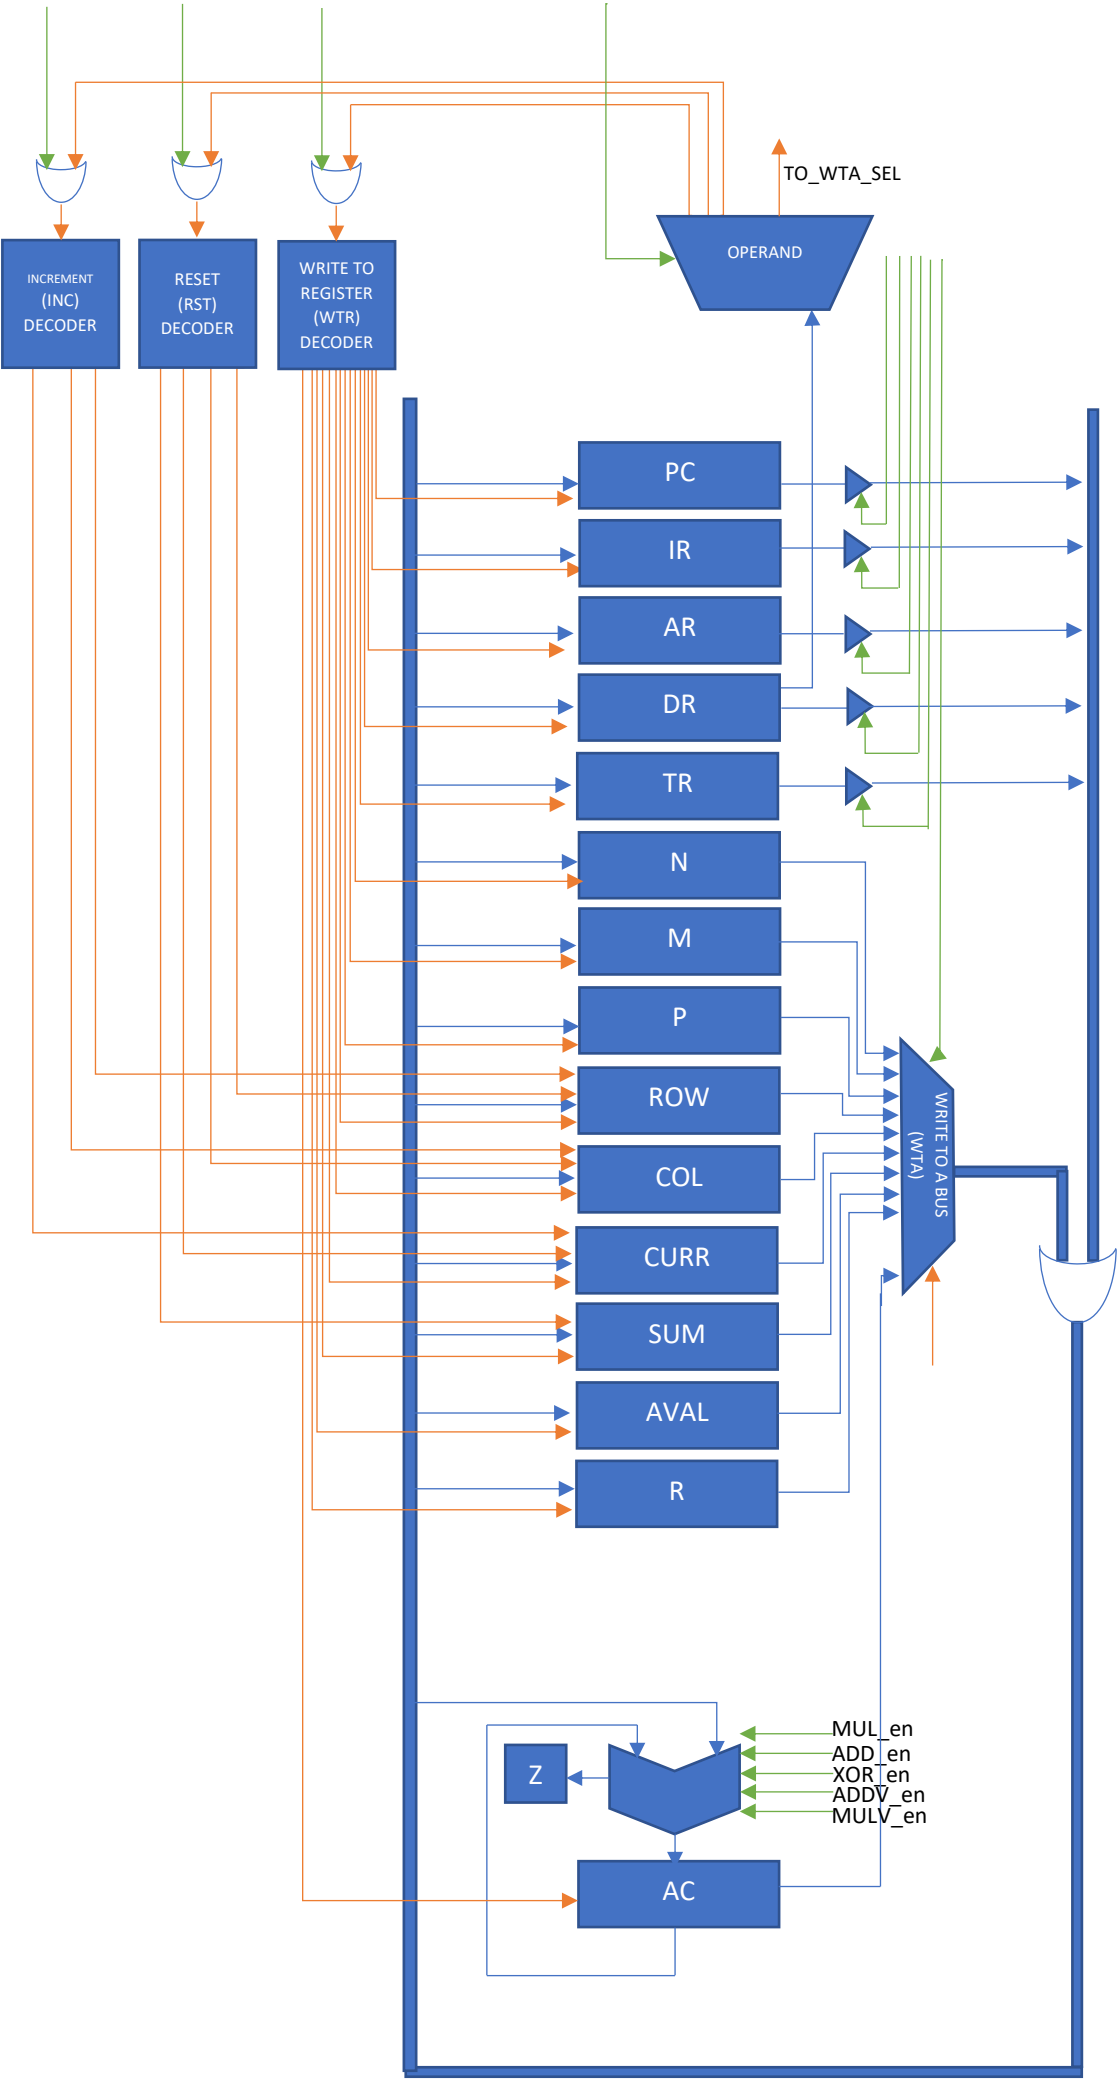 TO_WTA_SEL
OPERAND
INCREMENT
(INC)
DECODER
RESET
(RST)
DECODER
WRITE TO
REGISTER
(WTR)
DECODER
PC
IR
AR
DR
TR
N
M
P
ROW
COL
CURR
SUM
AVAL
R
WRITE TO A BUS
(WTA)
MUL_en
ADD_en
XOR_en
ADDV_en
MULV_en
Z
AC